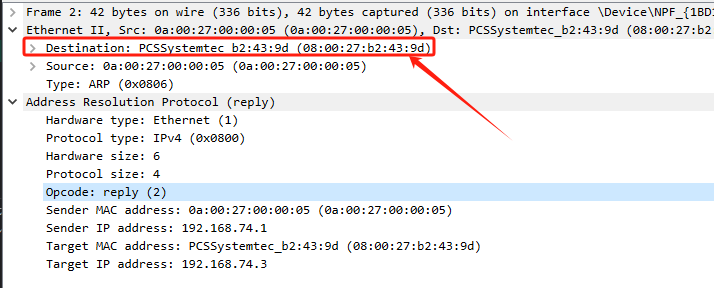 Frame 2: 42 bytes on wire (336 bits), 42 bytes captured (336 bits) on interface \Device\NPF_{1BD1
Ethernet II, Src: 0a:00:27:00:00:05 (0a:00:27:00:00:05), Dst: PCSSystemtec_b2:43:9d (08:00:27:b2
Destination: PCSSystemtec_b2:43:9d (08:00:27:b2:43:9d)
Source: 0a:00:27:00:00:05 (0a:00:27:00:00:05)
Type: ARP (0x0806)
Address Resolution Protocol (reply)
Hardware type: Ethernet (1)
Protocol type: IPv4 (0x0800)
Hardware size: 6
Protocol size: 4
Opcode: reply (2)
Sender MAC address: 0a:00:27:00:00:05 (0a:00:27:00:00:05)
Sender IP address: 192.168.74.1
Target MAC address: PCSSystemtec_b2:43:9d (08:00:27:b2:43:9d)
Target IP address: 192.168.74.3